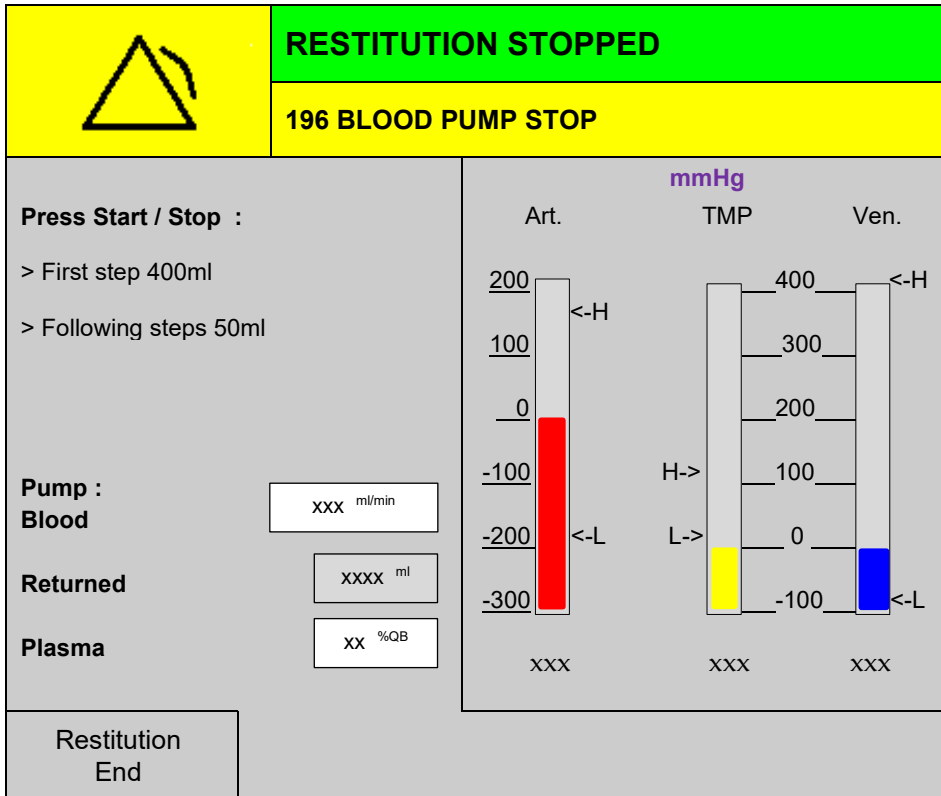 RESTITUTION STOPPED
196 BLOOD PUMP STOP
Press Start / Stop :
> First step 400ml
> Following steps 50ml
Pump :
Blood
xxx ml/min
Returned
xxxx ml
Plasma
xx %QB
mmHg
Art. TMP Ven.
200 400 <-H
<-H
100 300
0 200
-100 H-> 100
-200 <-L L-> 0
-300 -100 <-L
xxx xxx xxx
Restitution
End